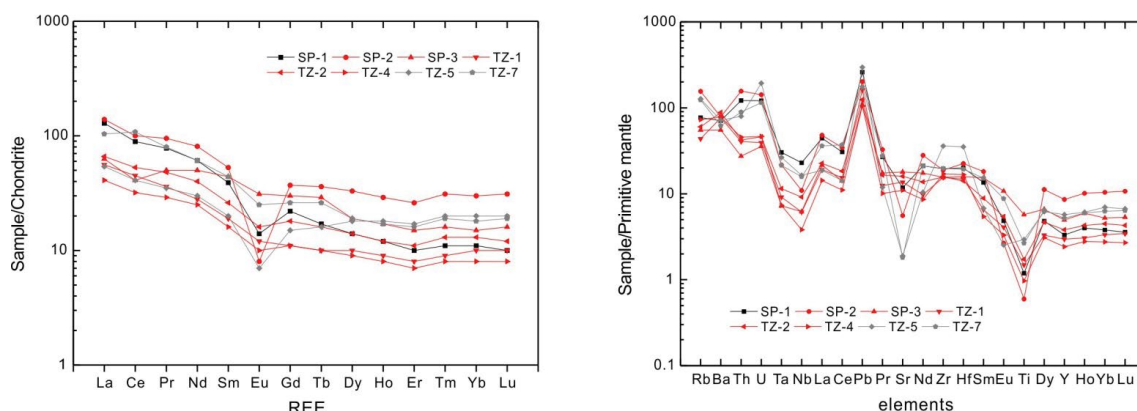 1000
100
10
1
Sample/Chondrite
SP-1 SP-2 SP-3 TZ-1
TZ-2 TZ-4 TZ-5 TZ-7
La Ce Pr Nd Sm Eu Gd Tb Dy Ho Er Tm Yb Lu
REE
1000
100
10
1
0.1
Sample/Primitive mantle
SP-1 SP-2 SP-3 TZ-1
TZ-2 TZ-4 TZ-5 TZ-7
Rb Ba Th U Ta Nb La Ce Pb Pr Sr Nd Zr Hf Sm Eu Ti Dy Y Ho Yb Lu
elements